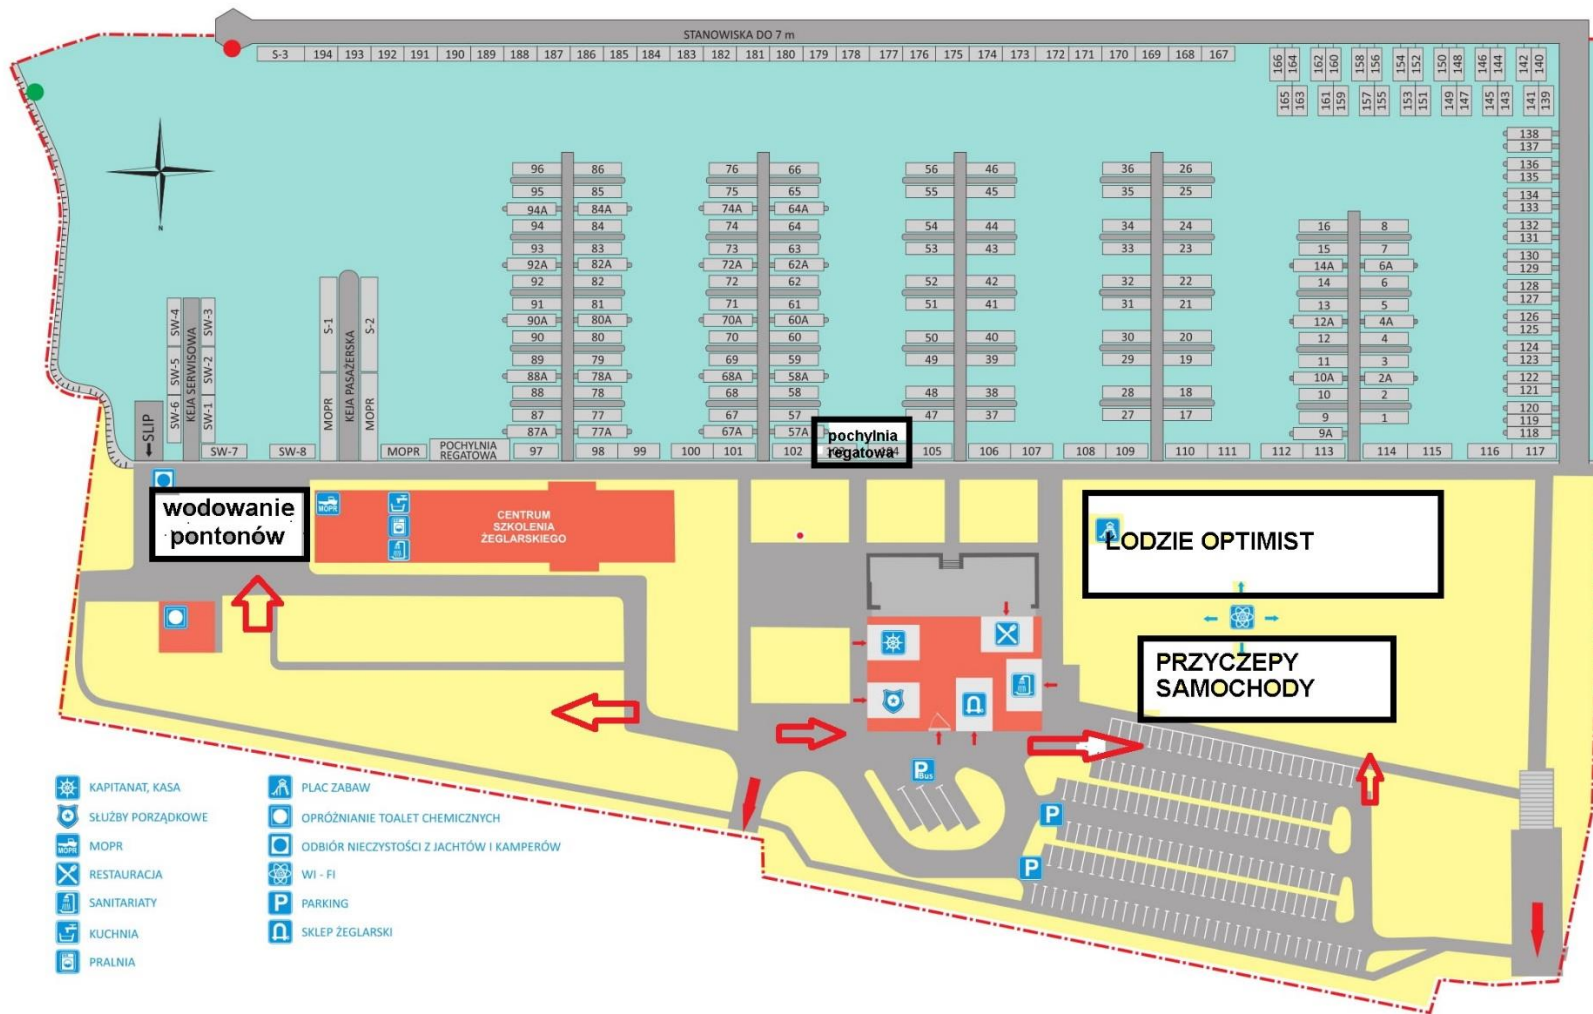 STANOWISKA DO 7 m
S-3 194 193 192 191 190 189 188 187 186 185 184 183 182 181 180 179 178 177 176 175 174 173 172 171 170 169 168 167
166 164 162 160 158 156 154 152 150 148 146 144 142 140
165 163 161 159 157 155 153 151 149 147 145 143 141 139
138
137
136
135
134
133
132
131
130
129
128
127
126
125
124
123
122
121
120
119
118
96 86
95 85
94A 84A
94 84
93 83
92A 82A
92 82
91 81
90A 80A
90 80
89 79
88A 78A
88 78
87 77
87A 77A
76 66
75 65
74A 64A
74 64
73 63
72A 62A
72 62
71 61
70A 60A
70 60
69 59
68A 58A
68 58
67 57
67A 57A
56 46
55 45
54 44
53 43
52 42
51 41
50 40
49 39
48 38
47 37
36 26
35 25
34 24
33 23
32 22
31 21
30 20
29 19
28 18
27 17
16 8
15 7
14A 6A
14 6
13 5
12A 4A
12 4
11 3
10A 2A
10 2
9 1
9A
N
SLIP
SW-4
SW-5
SW-6
KEJA SERWISOWA
SW-3
SW-2
SW-1
S-1
MOPR
KEJA PASAŻERSKA
S-2
MOPR
SW-7 SW-8 MOPR
POCHYLNIA
REGATOWA
97 98 99 100 101 102
pochylnia
regatowa
105 106 107 108 109 110 111 112 113 114 115 116 117
wodowanie
pontonów
MOPR
CENTRUM
SZKOLENIA
ŻEGLARSKIEGO
ŁODZIE OPTIMIST
PRZYCZEPY
SAMOCHODY
P
Bus
P
P
KAPITANAT, KASA
SŁUŻBY PORZĄDKOWE
MOPR MOPR
RESTAURACJA
SANITARIATY
KUCHNIA
PRALNIA
PLAC ZABAW
OPRÓŻNIANIE TOALET CHEMICZNYCH
ODBIÓR NIECZYSTOŚCI Z JACHTÓW I KAMPERÓW
WI - FI
P PARKING
SKLEP ŻEGLARSKI